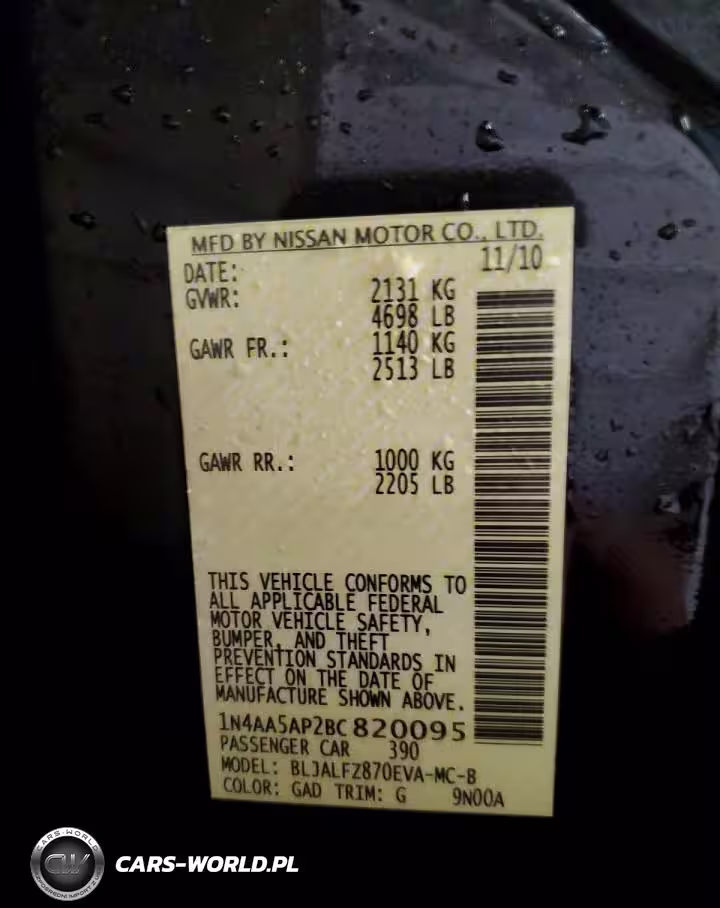 MFD BY NISSAN MOTOR CO., LTD.
DATE: 11/10
GVWR: 2131 KG
4698 LB
GAWR FR.: 1140 KG
2513 LB
GAWR RR.: 1000 KG
2205 LB
THIS VEHICLE CONFORMS TO
ALL APPLICABLE FEDERAL
MOTOR VEHICLE SAFETY,
BUMPER, AND THEFT
PREVENTION STANDARDS IN
EFFECT ON THE DATE OF
MANUFACTURE SHOWN ABOVE.
1N4AA5AP2BC820095
PASSENGER CAR 390
MODEL: BLJALFZ870EVA-MC-B
COLOR: GAD TRIM: G 9N00A
CARS-WORLD
CW
CARS-WORLD.PL